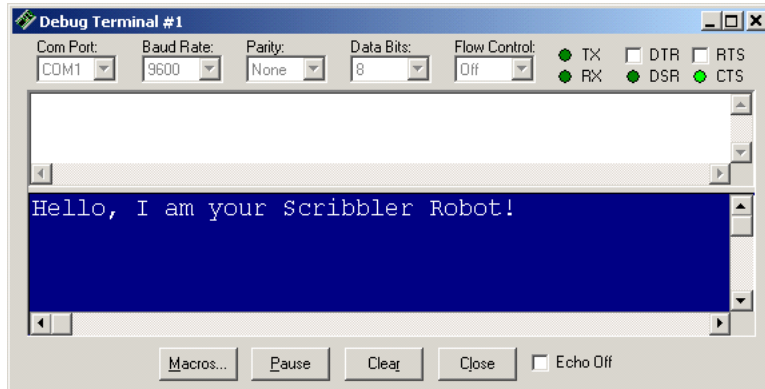 Debug Terminal #1
Com Port: Baud Rate: Parity: Data Bits: Flow Control: TX DTR RTS
COM1 9600 None 8 Off RX DSR CTS
Hello, I am your Scribbler Robot!
Macros... Pause Clear Close Echo Off